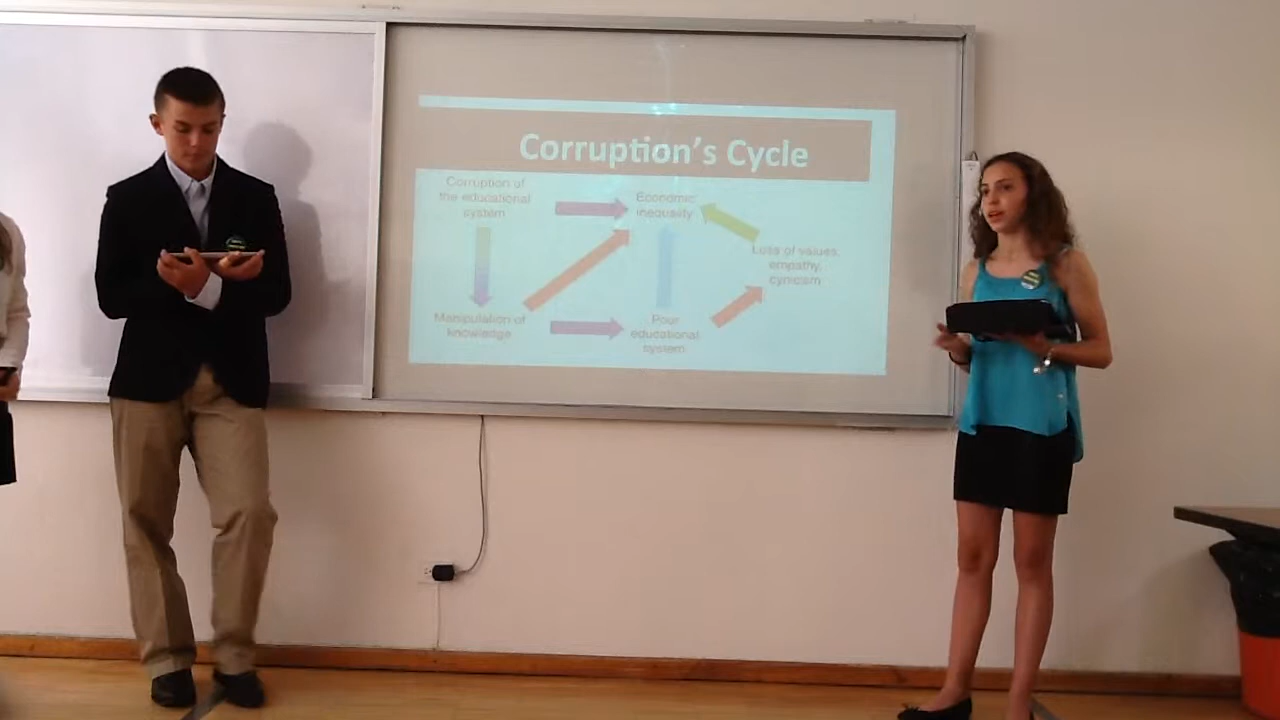 Corruption's Cycle
Corruption of
the educational
system
Economic
inequality
Loss of values,
empathy,
cynicism
Manipulation of
knowledge
Poor
educational
system